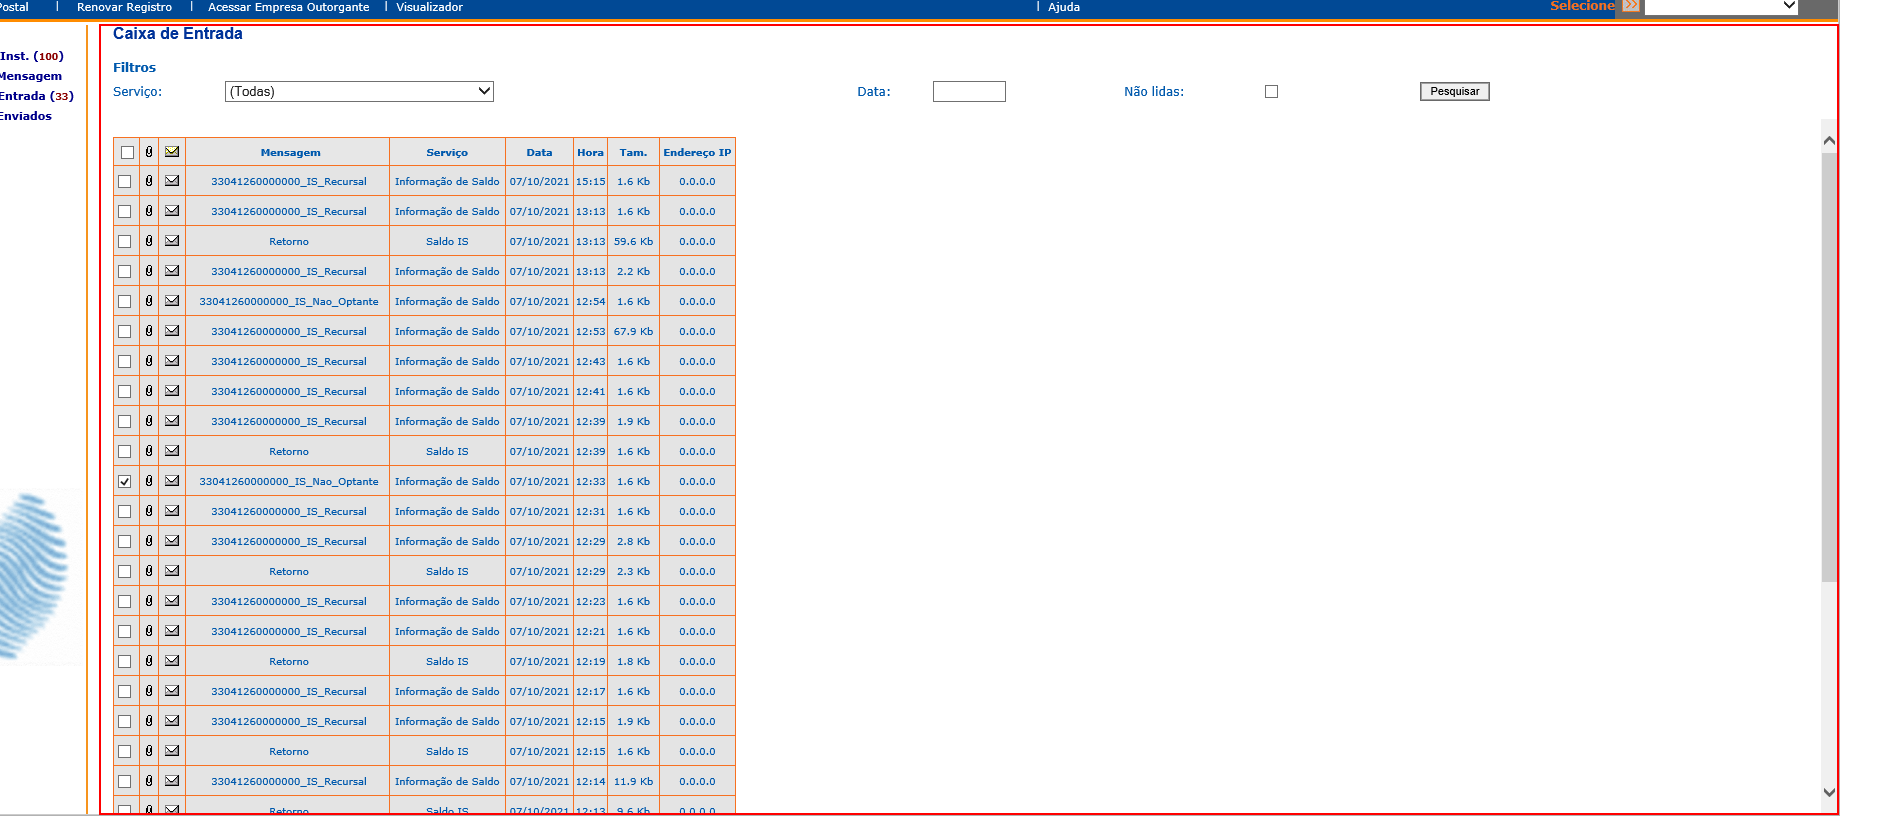 Postal | Renovar Registro | Acessar Empresa Outorgante | Visualizador | Ajuda Selecione
Inst. (100)
Mensagem
Entrada (33)
Enviados
Caixa de Entrada
Filtros
Serviço: (Todas) Data: Não lidas: Pesquisar
Mensagem Serviço Data Hora Tam. Endereço IP
33041260000000_IS_Recursal Informação de Saldo 07/10/2021 15:15 1.6 Kb 0.0.0.0
33041260000000_IS_Recursal Informação de Saldo 07/10/2021 13:13 1.6 Kb 0.0.0.0
Retorno Saldo IS 07/10/2021 13:13 59.6 Kb 0.0.0.0
33041260000000_IS_Recursal Informação de Saldo 07/10/2021 13:13 2.2 Kb 0.0.0.0
33041260000000_IS_Nao_Optante Informação de Saldo 07/10/2021 12:54 1.6 Kb 0.0.0.0
33041260000000_IS_Recursal Informação de Saldo 07/10/2021 12:53 67.9 Kb 0.0.0.0
33041260000000_IS_Recursal Informação de Saldo 07/10/2021 12:43 1.6 Kb 0.0.0.0
33041260000000_IS_Recursal Informação de Saldo 07/10/2021 12:41 1.6 Kb 0.0.0.0
33041260000000_IS_Recursal Informação de Saldo 07/10/2021 12:39 1.9 Kb 0.0.0.0
Retorno Saldo IS 07/10/2021 12:39 1.6 Kb 0.0.0.0
33041260000000_IS_Nao_Optante Informação de Saldo 07/10/2021 12:33 1.6 Kb 0.0.0.0
33041260000000_IS_Recursal Informação de Saldo 07/10/2021 12:31 1.6 Kb 0.0.0.0
33041260000000_IS_Recursal Informação de Saldo 07/10/2021 12:29 2.8 Kb 0.0.0.0
Retorno Saldo IS 07/10/2021 12:29 2.3 Kb 0.0.0.0
33041260000000_IS_Recursal Informação de Saldo 07/10/2021 12:23 1.6 Kb 0.0.0.0
33041260000000_IS_Recursal Informação de Saldo 07/10/2021 12:21 1.6 Kb 0.0.0.0
Retorno Saldo IS 07/10/2021 12:19 1.8 Kb 0.0.0.0
33041260000000_IS_Recursal Informação de Saldo 07/10/2021 12:17 1.6 Kb 0.0.0.0
33041260000000_IS_Recursal Informação de Saldo 07/10/2021 12:15 1.9 Kb 0.0.0.0
Retorno Saldo IS 07/10/2021 12:15 1.6 Kb 0.0.0.0
33041260000000_IS_Recursal Informação de Saldo 07/10/2021 12:14 11.9 Kb 0.0.0.0
Retorno Saldo IS 07/10/2021 12:13 9.6 Kb 0.0.0.0